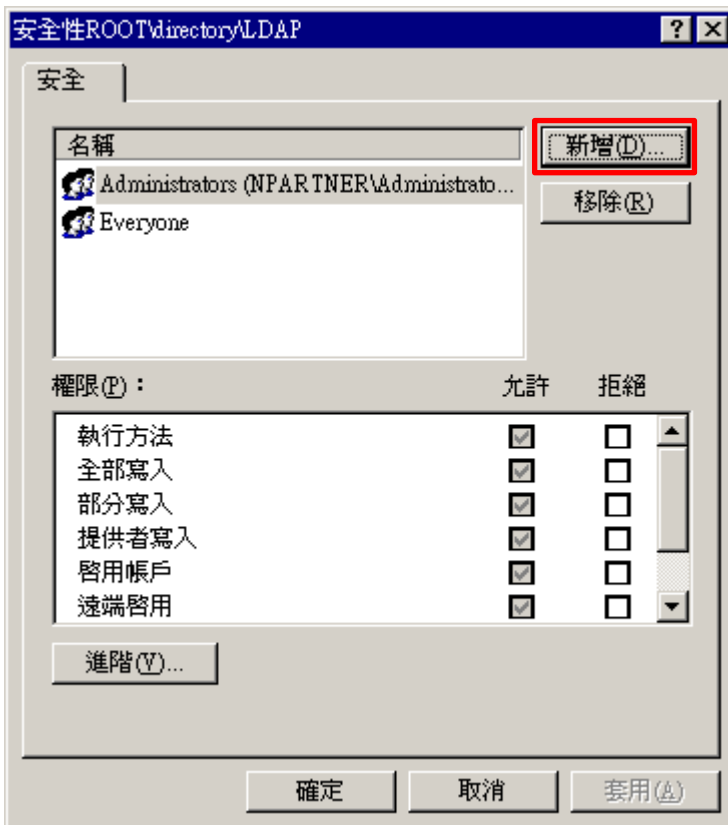 安全性ROOT\directory\LDAP
安全
名稱
新增(D)...
Administrators (NPARTNER\Administrato...
移除(R)
Everyone
權限(P)： 允許 拒絕
執行方法
全部寫入
部分寫入
提供者寫入
啓用帳戶
遠端啓用
進階(V)...
確定 取消 套用(A)